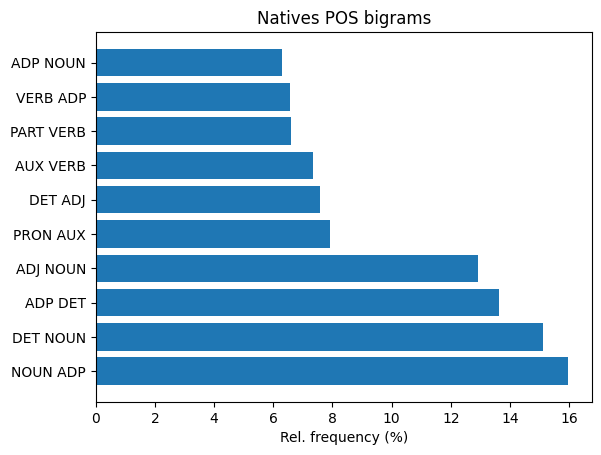 Natives POS bigrams
ADP NOUN
VERB ADP
PART VERB
AUX VERB
DET ADJ
PRON AUX
ADJ NOUN
ADP DET
DET NOUN
NOUN ADP
0 2 4 6 8 10 12 14 16
Rel. frequency (%)